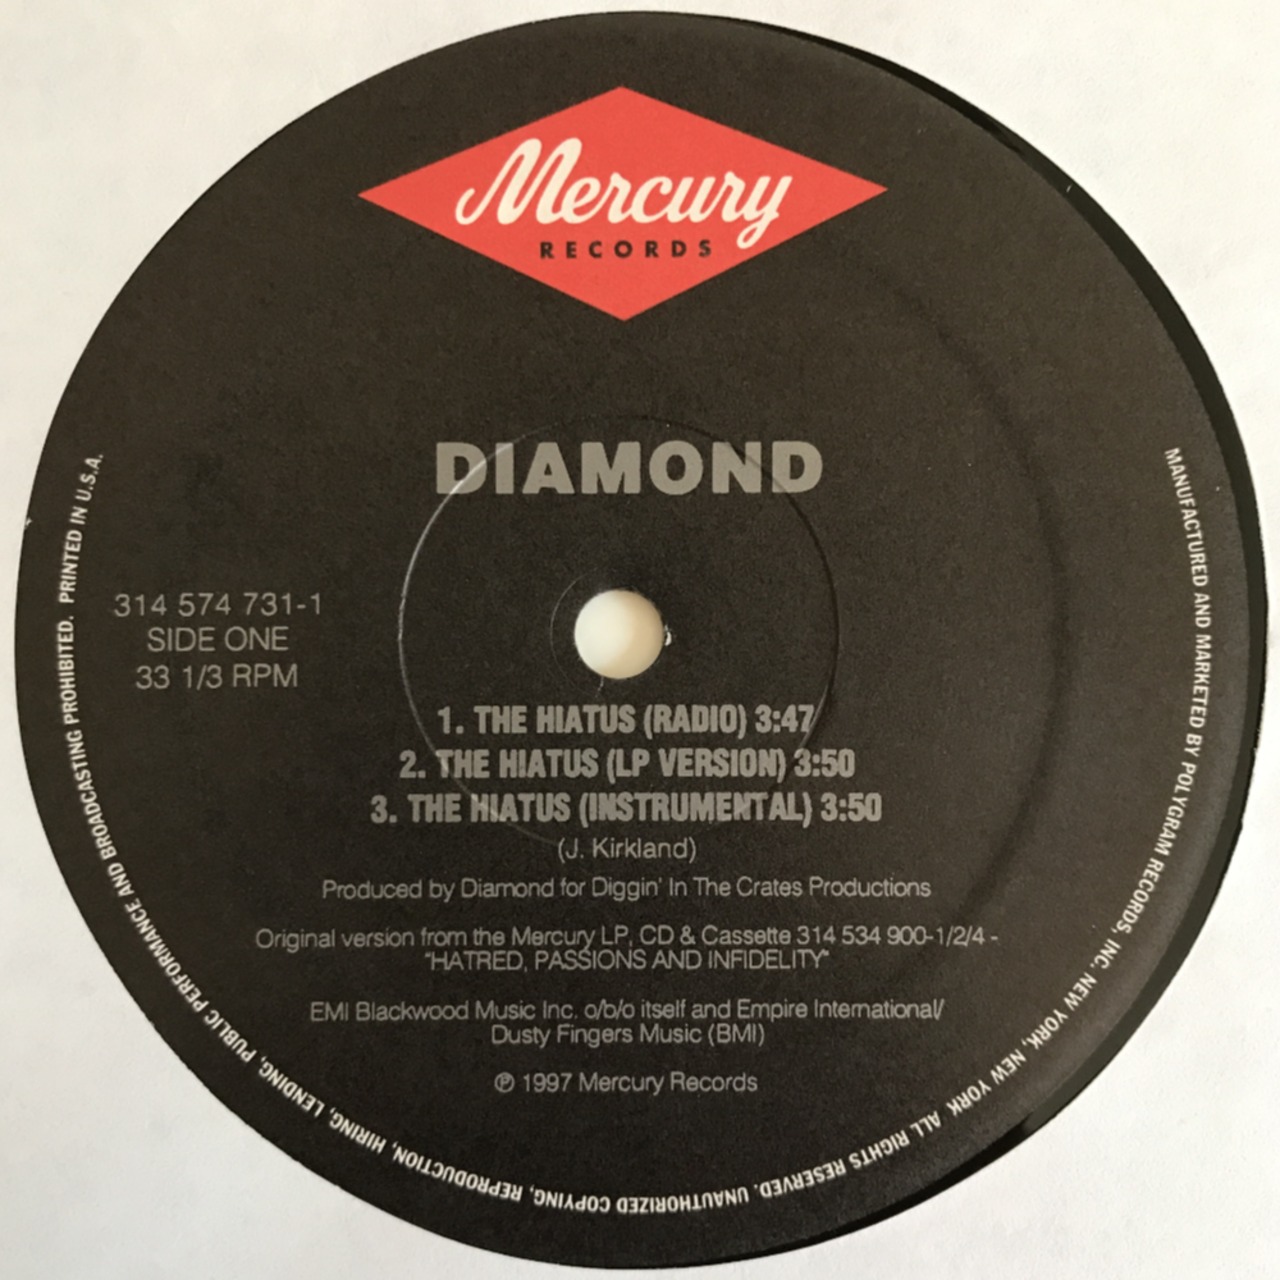 Mercury
RECORDS
DIAMOND
314 574 731-1
SIDE ONE
33 1/3 RPM
1. THE HIATUS (RADIO) 3:47
2. THE HIATUS (LP VERSION) 3:50
3. THE HIATUS (INSTRUMENTAL) 3:50
(J. Kirkland)
Produced by Diamond for Diggin' In The Crates Productions
Original version from the Mercury LP, CD & Cassette 314 534 900-1/2/4 -
"HATRED, PASSIONS AND INFIDELITY"
EMI Blackwood Music Inc. o/b/o itself and Empire International/
Dusty Fingers Music (BMI)
℗ 1997 Mercury Records
MANUFACTURED AND MARKETED BY POLYGRAM RECORDS, INC. NEW YORK, NEW YORK ALL RIGHTS RESERVED. UNAUTHORIZED COPYING, REPRODUCTION, HIRING, LENDING, PUBLIC PERFORMANCE AND BROADCASTING PROHIBITED. PRINTED IN U.S.A.